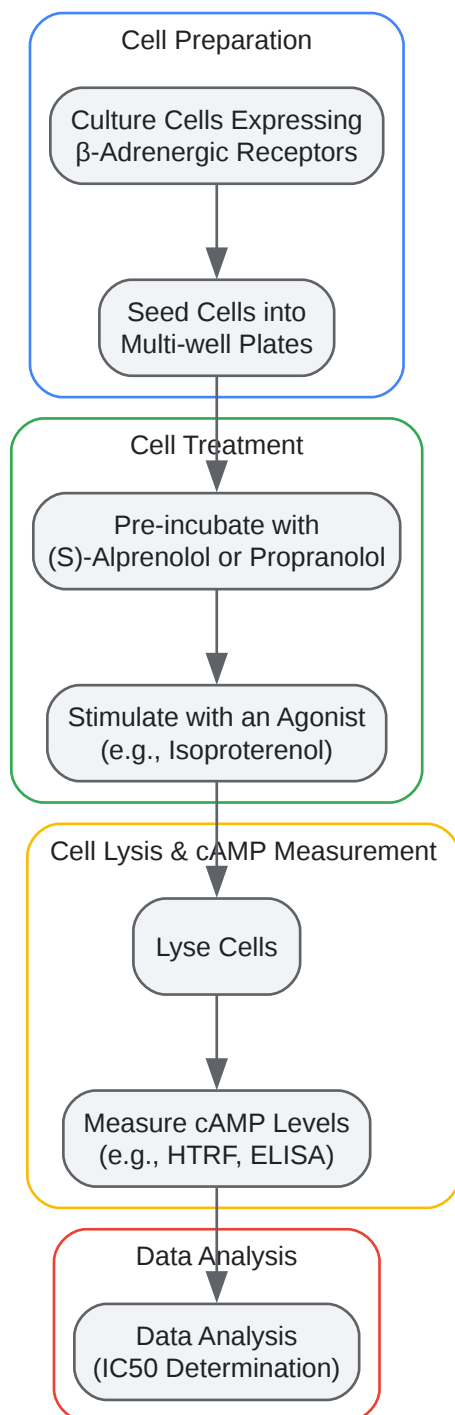 Cell Preparation
Culture Cells Expressing
β-Adrenergic Receptors
Seed Cells into
Multi-well Plates
Cell Treatment
Pre-incubate with
(S)-Alprenolol or Propranolol
Stimulate with an Agonist
(e.g., Isoproterenol)
Cell Lysis & cAMP Measurement
Lyse Cells
Measure cAMP Levels
(e.g., HTRF, ELISA)
Data Analysis
Data Analysis
(IC50 Determination)